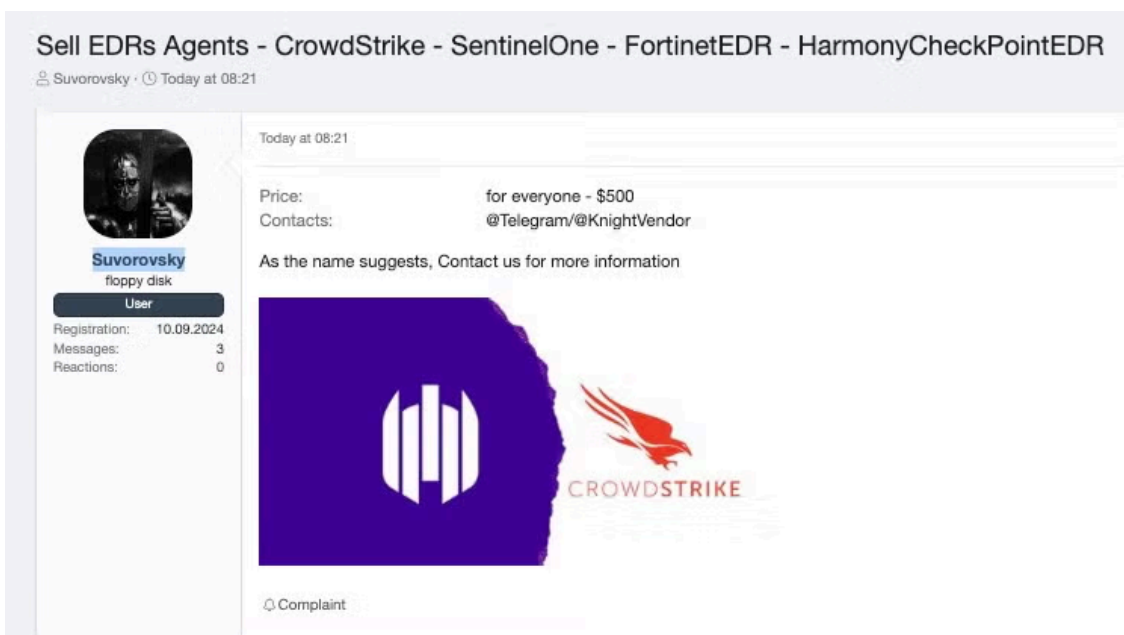 Sell EDRs Agents - CrowdStrike - SentinelOne - FortinetEDR - HarmonyCheckPointEDR
Suvorovsky · Today at 08:21
Suvorovsky
floppy disk
User
Registration: 10.09.2024
Messages: 3
Reactions: 0
Today at 08:21
Price: for everyone - $500
Contacts: @Telegram/@KnightVendor
As the name suggests, Contact us for more information
CROWDSTRIKE
Complaint